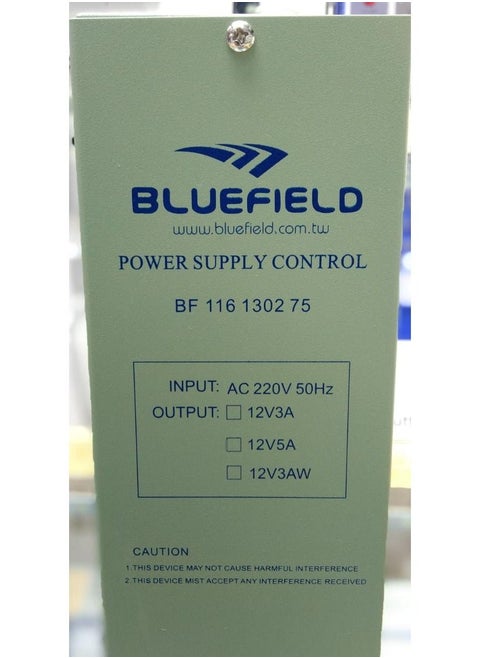 BLUEFIELD
www.bluefield.com.tw
POWER SUPPLY CONTROL
BF 116 1302 75
INPUT: AC 220V 50Hz
OUTPUT: ☐ 12V3A
☐ 12V5A
☐ 12V3AW
CAUTION
1.THIS DEVICE MAY NOT CAUSE HARMFUL INTERFERENCE
2.THIS DEVICE MIST ACCEPT ANY INTERFERENCE RECEIVED